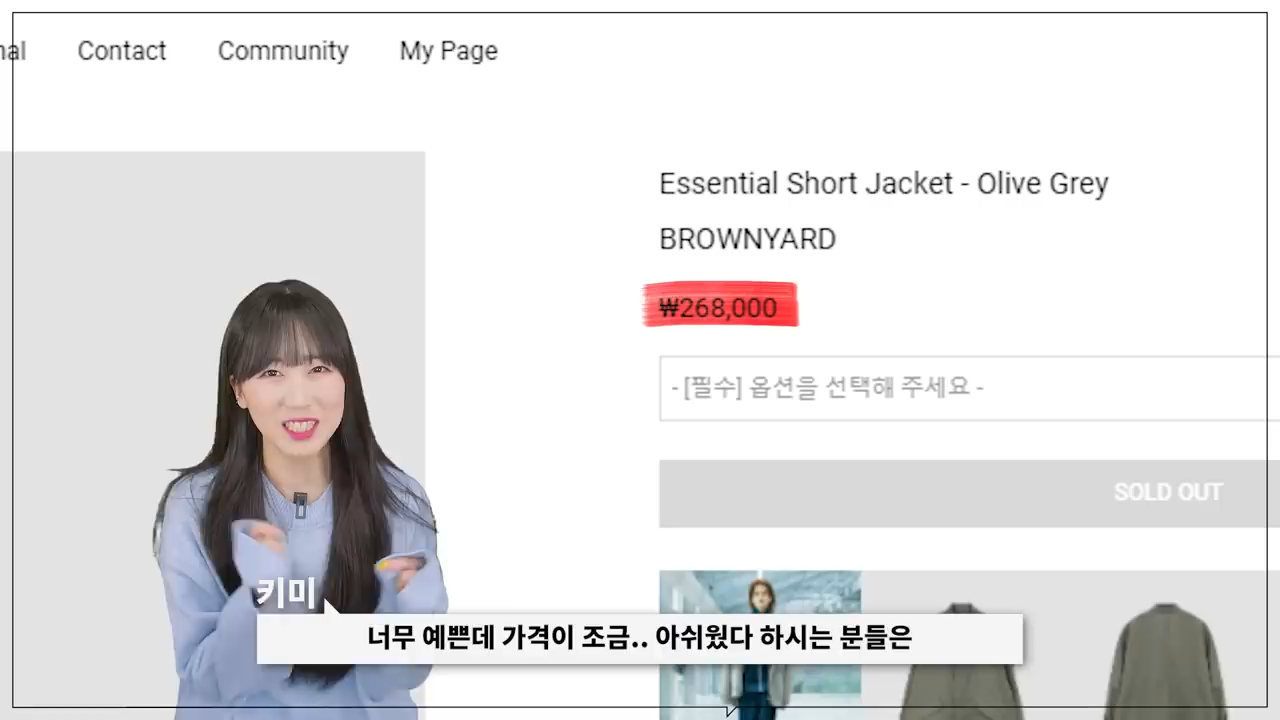 nal Contact Community My Page
Essential Short Jacket - Olive Grey
BROWNYARD
₩268,000
- [필수] 옵션을 선택해 주세요 -
SOLD OUT
키미
너무 예쁜데 가격이 조금.. 아쉬웠다 하시는 분들은